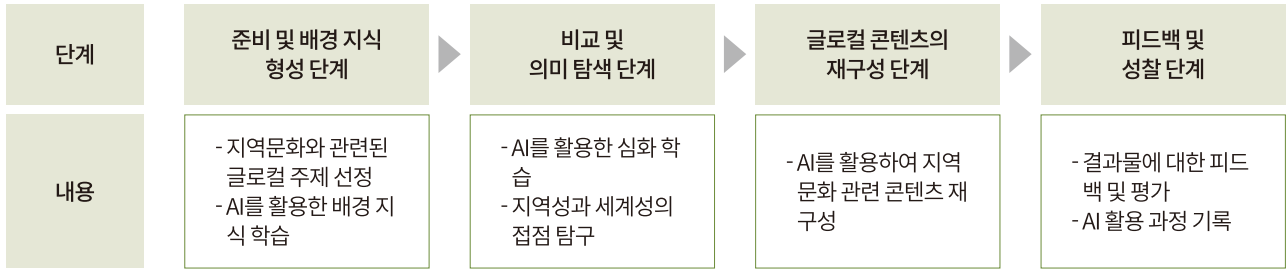 단계
준비 및 배경 지식
형성 단계
비교 및
의미 탐색 단계
글로컬 콘텐츠의
재구성 단계
피드백 및
성찰 단계
내용
- 지역문화와 관련된
글로컬 주제 선정
- AI를 활용한 배경 지
식 학습
- AI를 활용한 심화 학
습
- 지역성과 세계성의
접점 탐구
- AI를 활용하여 지역
문화 관련 콘텐츠 재
구성
- 결과물에 대한 피드
백 및 평가
- AI 활용 과정 기록